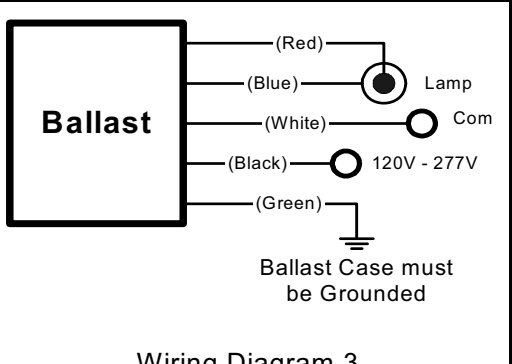 (Red)
(Blue)
Lamp
Ballast
(White)
Com
(Black)
120V - 277V
(Green)
Ballast Case must
be Grounded
Wiring Diagram 3